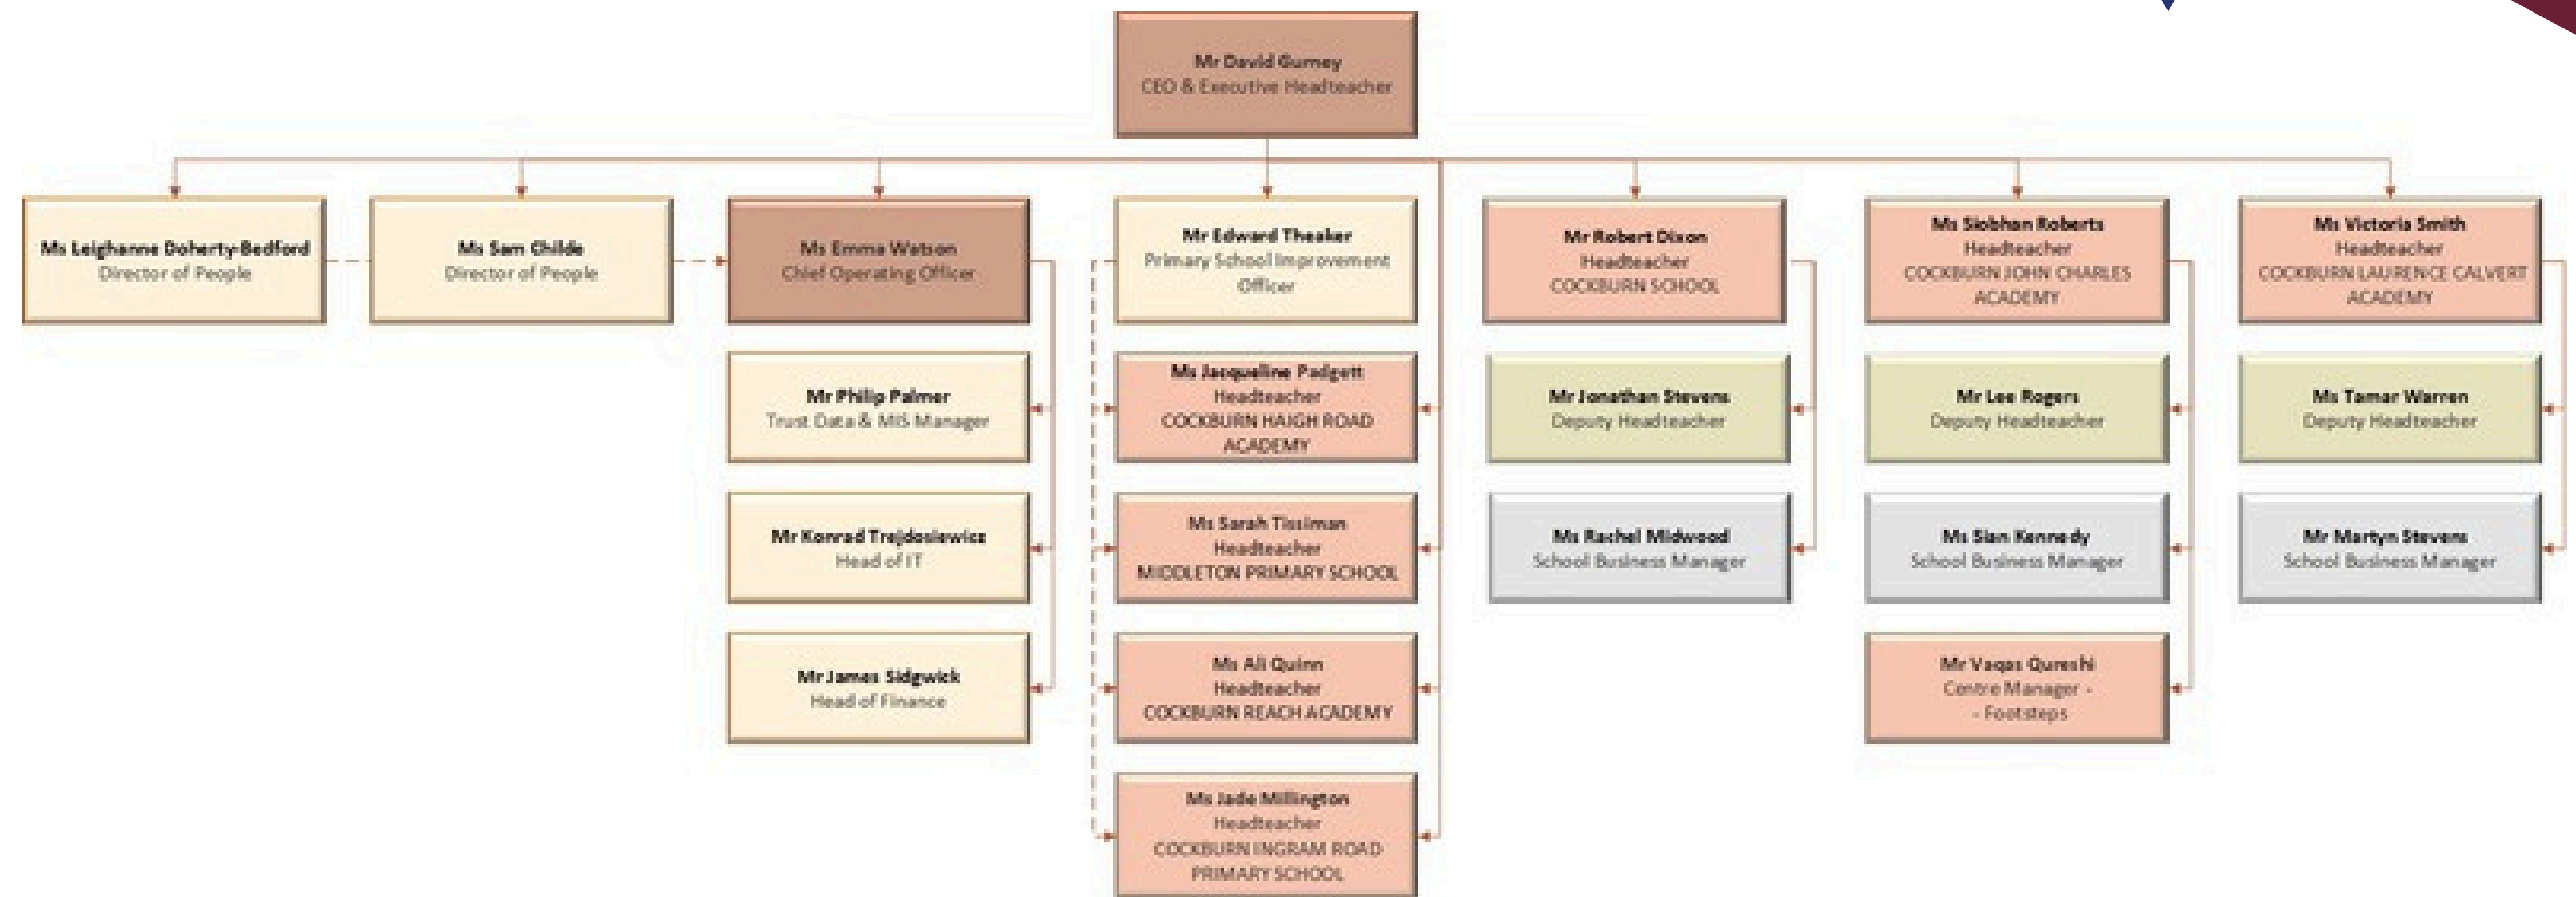 Mr David Gurney
CEO & Executive Headteacher
Ms Leighanne Doherty-Bedford
Director of People
Ms Sam Childe
Director of People
Ms Emma Watson
Chief Operating Officer
Mr Edward Theaker
Primary School Improvement
Officer
Mr Robert Dixon
Headteacher
COCKBURN SCHOOL
Ms Siobhan Roberts
Headteacher
COCKBURN JOHN CHARLES
ACADEMY
Ms Victoria Smith
Headteacher
COCKBURN LAURENCE CALVERT
ACADEMY
Mr Philip Palmer
Trust Data & MIS Manager
Ms Jacqueline Padgett
Headteacher
COCKBURN HAIGH ROAD
ACADEMY
Mr Jonathan Stevens
Deputy Headteacher
Mr Lee Rogers
Deputy Headteacher
Ms Tamar Warren
Deputy Headteacher
Mr Konrad Trejdosiewicz
Head of IT
Ms Sarah Tissiman
Headteacher
MIDDLETON PRIMARY SCHOOL
Ms Rachel Midwood
School Business Manager
Ms Sian Kennedy
School Business Manager
Mr Martyn Stevens
School Business Manager
Mr James Sidgwick
Head of Finance
Ms Ali Quinn
Headteacher
COCKBURN REACH ACADEMY
Mr Vaqas Qureshi
Centre Manager -
- Footsteps
Ms Jade Millington
Headteacher
COCKBURN INGRAM ROAD
PRIMARY SCHOOL